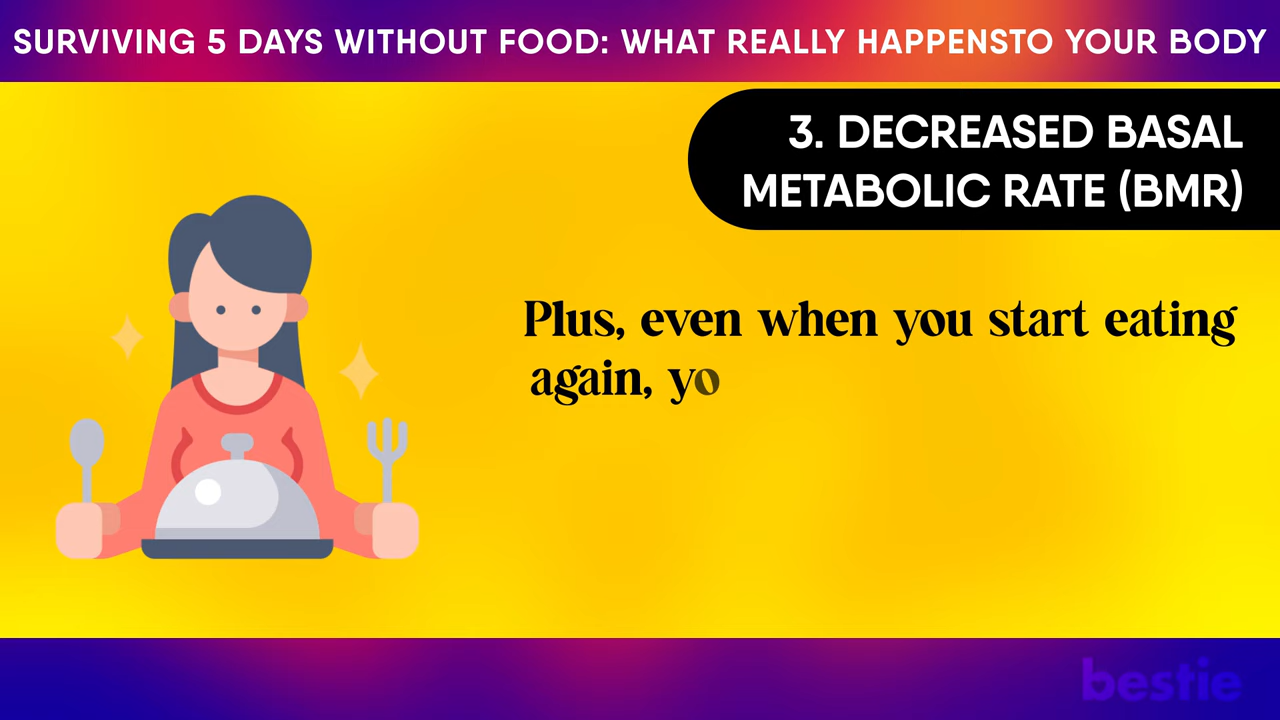 SURVIVING 5 DAYS WITHOUT FOOD: WHAT REALLY HAPPENSTO YOUR BODY
3. DECREASED BASAL
METABOLIC RATE (BMR)
Plus, even when you start eating
again, yo
bestie